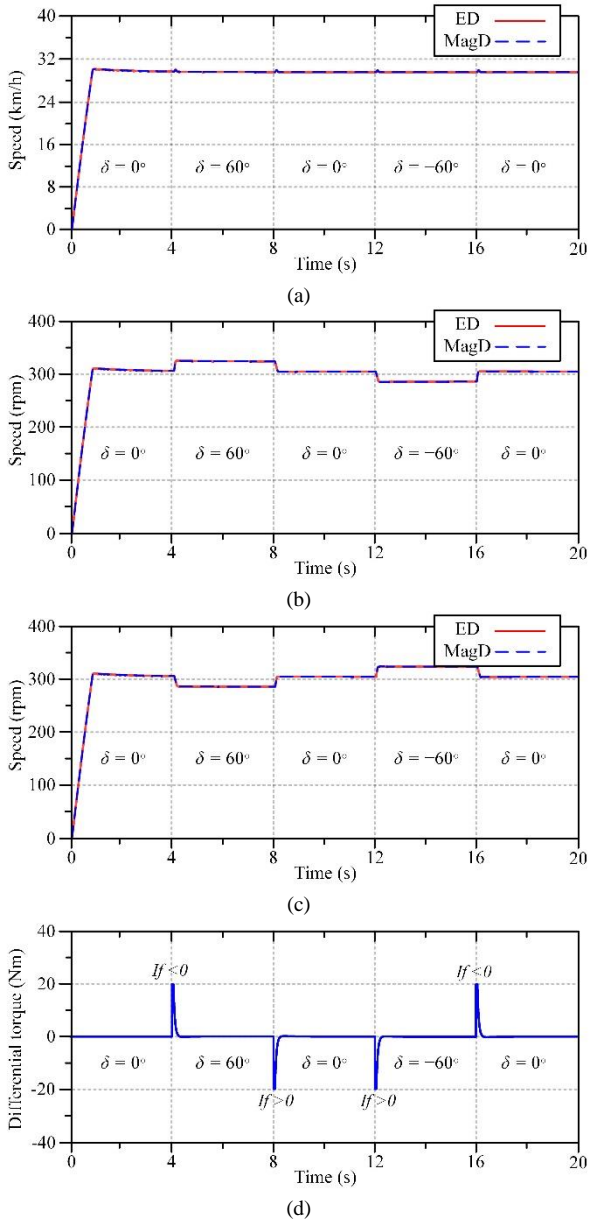 40
ED
MagD
32
24
16
8
0
Speed (km/h)
δ = 0° δ = 60° δ = 0° δ = −60° δ = 0°
0 4 8 12 16 20
Time (s)
(a)
400
ED
MagD
300
200
100
0
Speed (rpm)
δ = 0° δ = 60° δ = 0° δ = −60° δ = 0°
0 4 8 12 16 20
Time (s)
(b)
400
ED
MagD
300
200
100
0
Speed (rpm)
δ = 0° δ = 60° δ = 0° δ = −60° δ = 0°
0 4 8 12 16 20
Time (s)
(c)
40
20
0
-20
-40
Differential torque (Nm)
If<0 If<0
δ = 0° δ = 60° δ = 0° δ = −60° δ = 0°
If>0 If>0
0 4 8 12 16 20
Time (s)
(d)